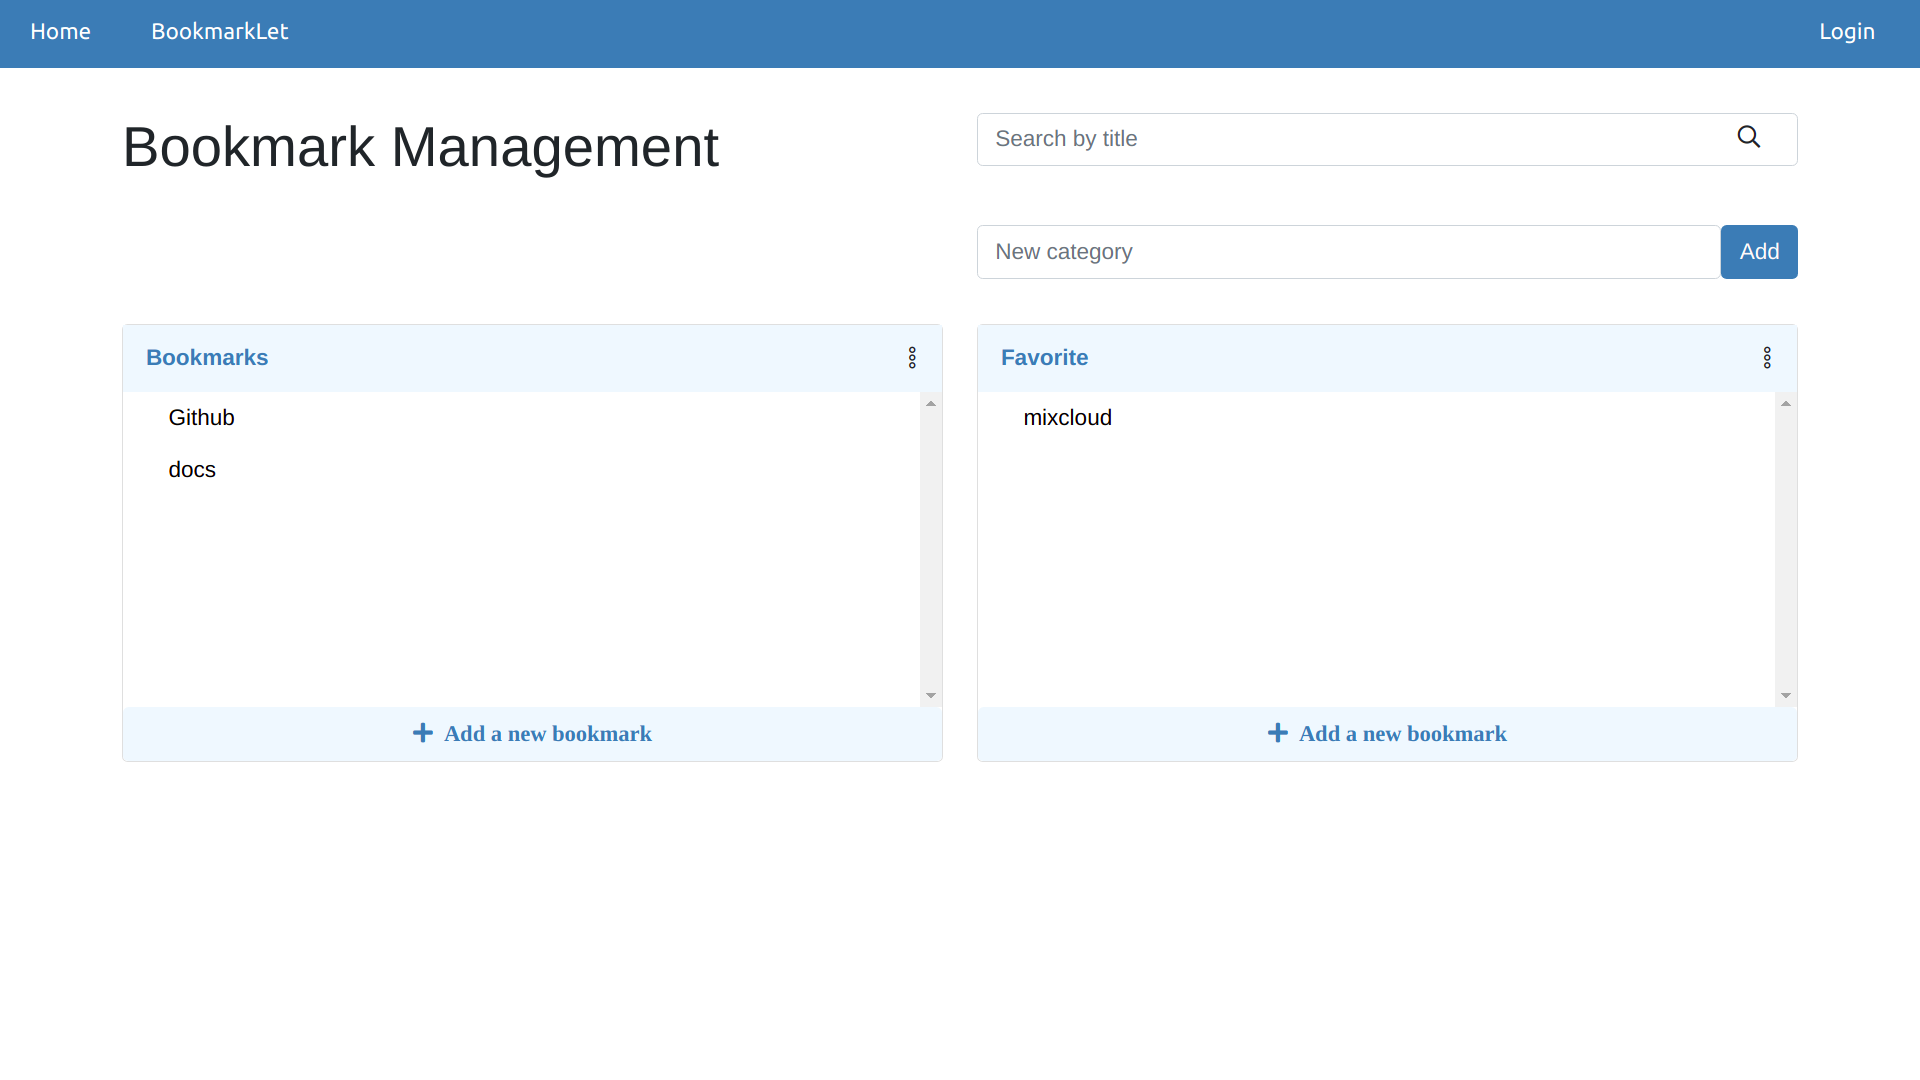 Home BookmarkLet Login
Bookmark Management
Search by title
New category
Add
Bookmarks
Github
docs
Add a new bookmark
Favorite
mixcloud
Add a new bookmark